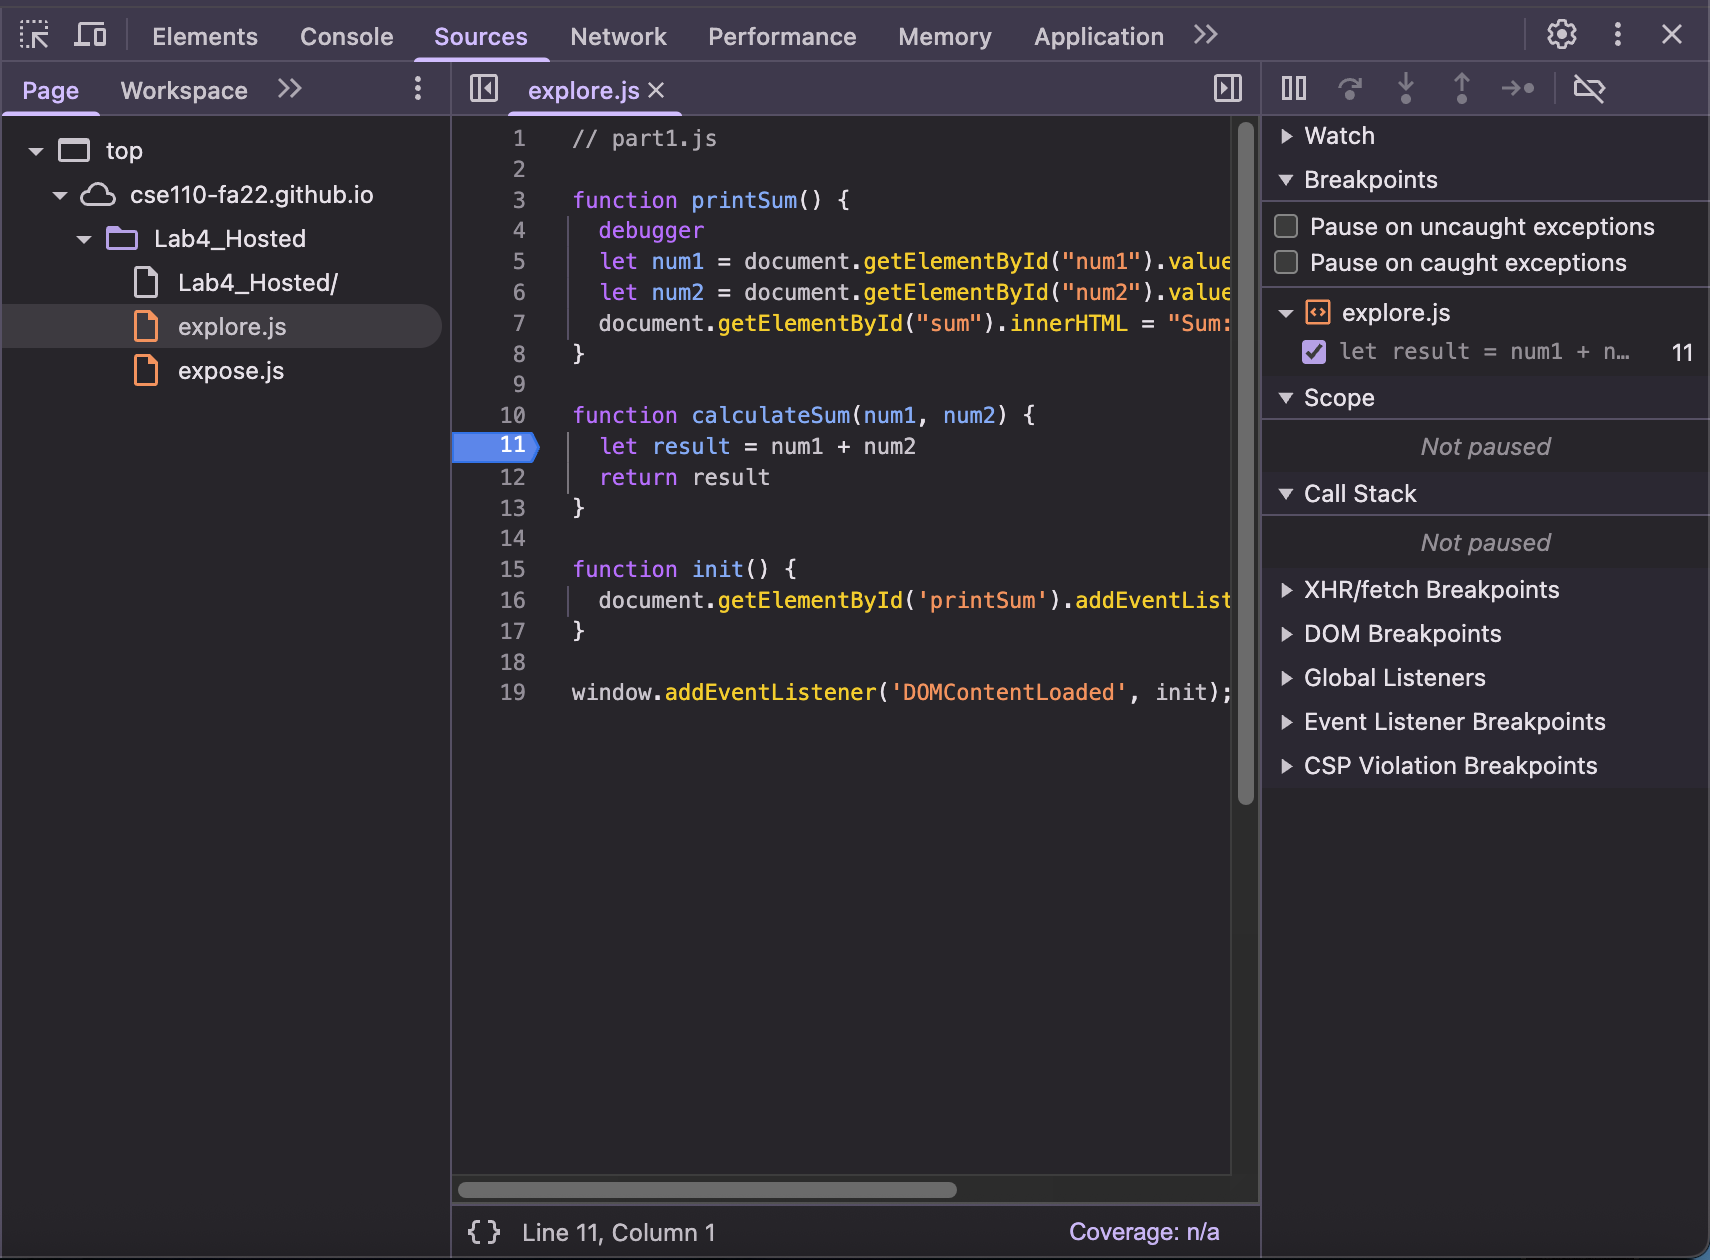 Elements Console Sources Network Performance Memory Application
Page Workspace
explore.js
top
cse110-fa22.github.io
Lab4_Hosted
Lab4_Hosted/
explore.js
expose.js
1 // part1.js
2
3 function printSum() {
4 debugger
5 let num1 = document.getElementById("num1").value
6 let num2 = document.getElementById("num2").value
7 document.getElementById("sum").innerHTML = "Sum:
8 }
9
10 function calculateSum(num1, num2) {
11 let result = num1 + num2
12 return result
13 }
14
15 function init() {
16 document.getElementById('printSum').addEventList
17 }
18
19 window.addEventListener('DOMContentLoaded', init);
{ } Line 11, Column 1 Coverage: n/a
Watch
Breakpoints
Pause on uncaught exceptions
Pause on caught exceptions
explore.js
let result = num1 + n… 11
Scope
Not paused
Call Stack
Not paused
XHR/fetch Breakpoints
DOM Breakpoints
Global Listeners
Event Listener Breakpoints
CSP Violation Breakpoints